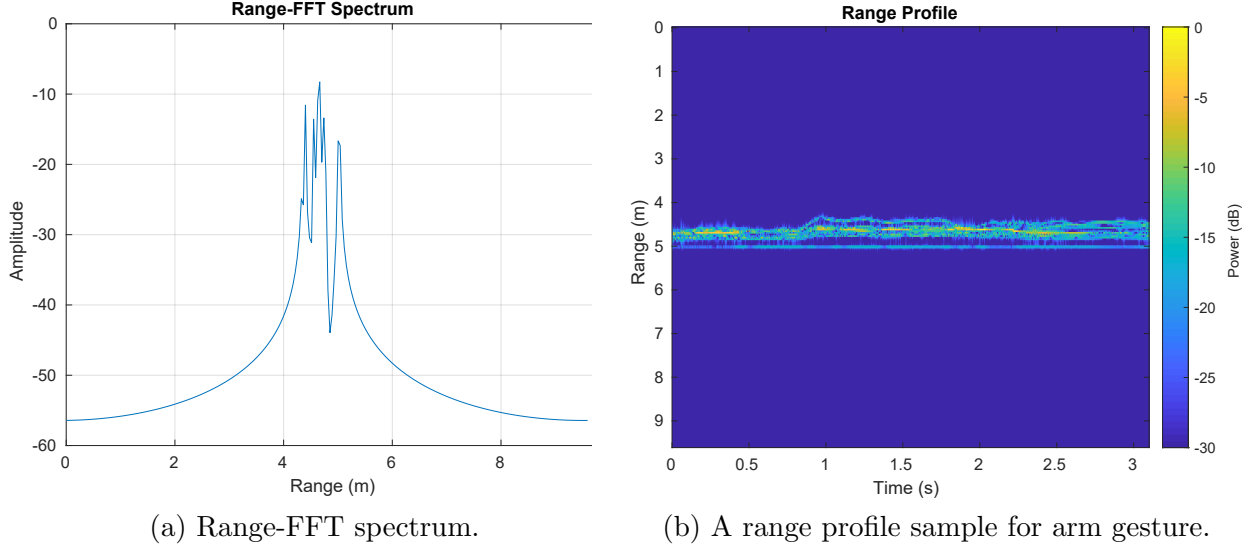 Range-FFT Spectrum
0
-10
-20
-30
-40
-50
-60
Amplitude
0 2 4 6 8
Range (m)
(a) Range-FFT spectrum.
Range Profile
0
1
2
3
4
5
6
7
8
9
Range (m)
0 0.5 1 1.5 2 2.5 3
Time (s)
0
-5
-10
-15
-20
-25
-30
Power (dB)
(b) A range profile sample for arm gesture.